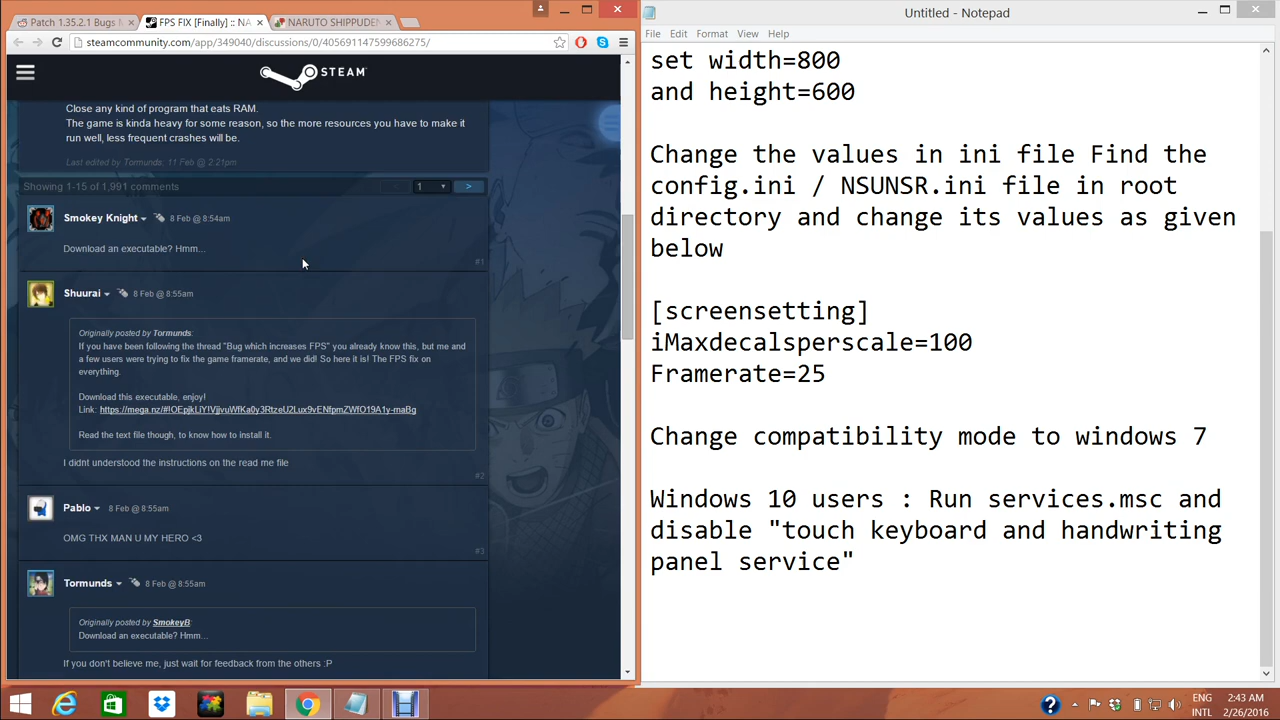 Patch 1.35.2.1 Bugs M
FPS FIX [Finally] :: NA
NARUTO SHIPPUDEN
steamcommunity.com/app/349040/discussions/0/405691147599686275/
STEAM
Close any kind of program that eats RAM.
The game is kinda heavy for some reason, so the more resources you have to make it
run well, less frequent crashes will be.
Last edited by Tormunds: 11 Feb @ 2:21pm
Showing 1-15 of 1,991 comments
< 1 >
Smokey Knight 8 Feb @ 8:54am
Download an executable? Hmm...
#1
Shuurai 8 Feb @ 8:55am
Originally posted by Tormunds:
If you have been following the thread "Bug which increases FPS" you already know this, but me and
a few users were trying to fix the game framerate, and we did! So here it is! The FPS fix on
everything.
Download this executable, enjoy!
Link:
Read the text file though, to know how to install it.
I didnt understood the instructions on the read me file
#2
Pablo 8 Feb @ 8:55am
OMG THX MAN U MY HERO <3
#3
Tormunds 8 Feb @ 8:55am
Originally posted by SmokeyB:
Download an executable? Hmm...
If you don't believe me, just wait for feedback from the others :P
Untitled - Notepad
File Edit Format View Help
set width=800
and height=600
Change the values in ini file Find the
config.ini / NSUNSR.ini file in root
directory and change its values as given
below
[screensetting]
iMaxdecalsperscale=100
Framerate=25
Change compatibility mode to windows 7
Windows 10 users : Run services.msc and
disable "touch keyboard and handwriting
panel service"
ENG 2:43 AM
INTL 2/26/2016